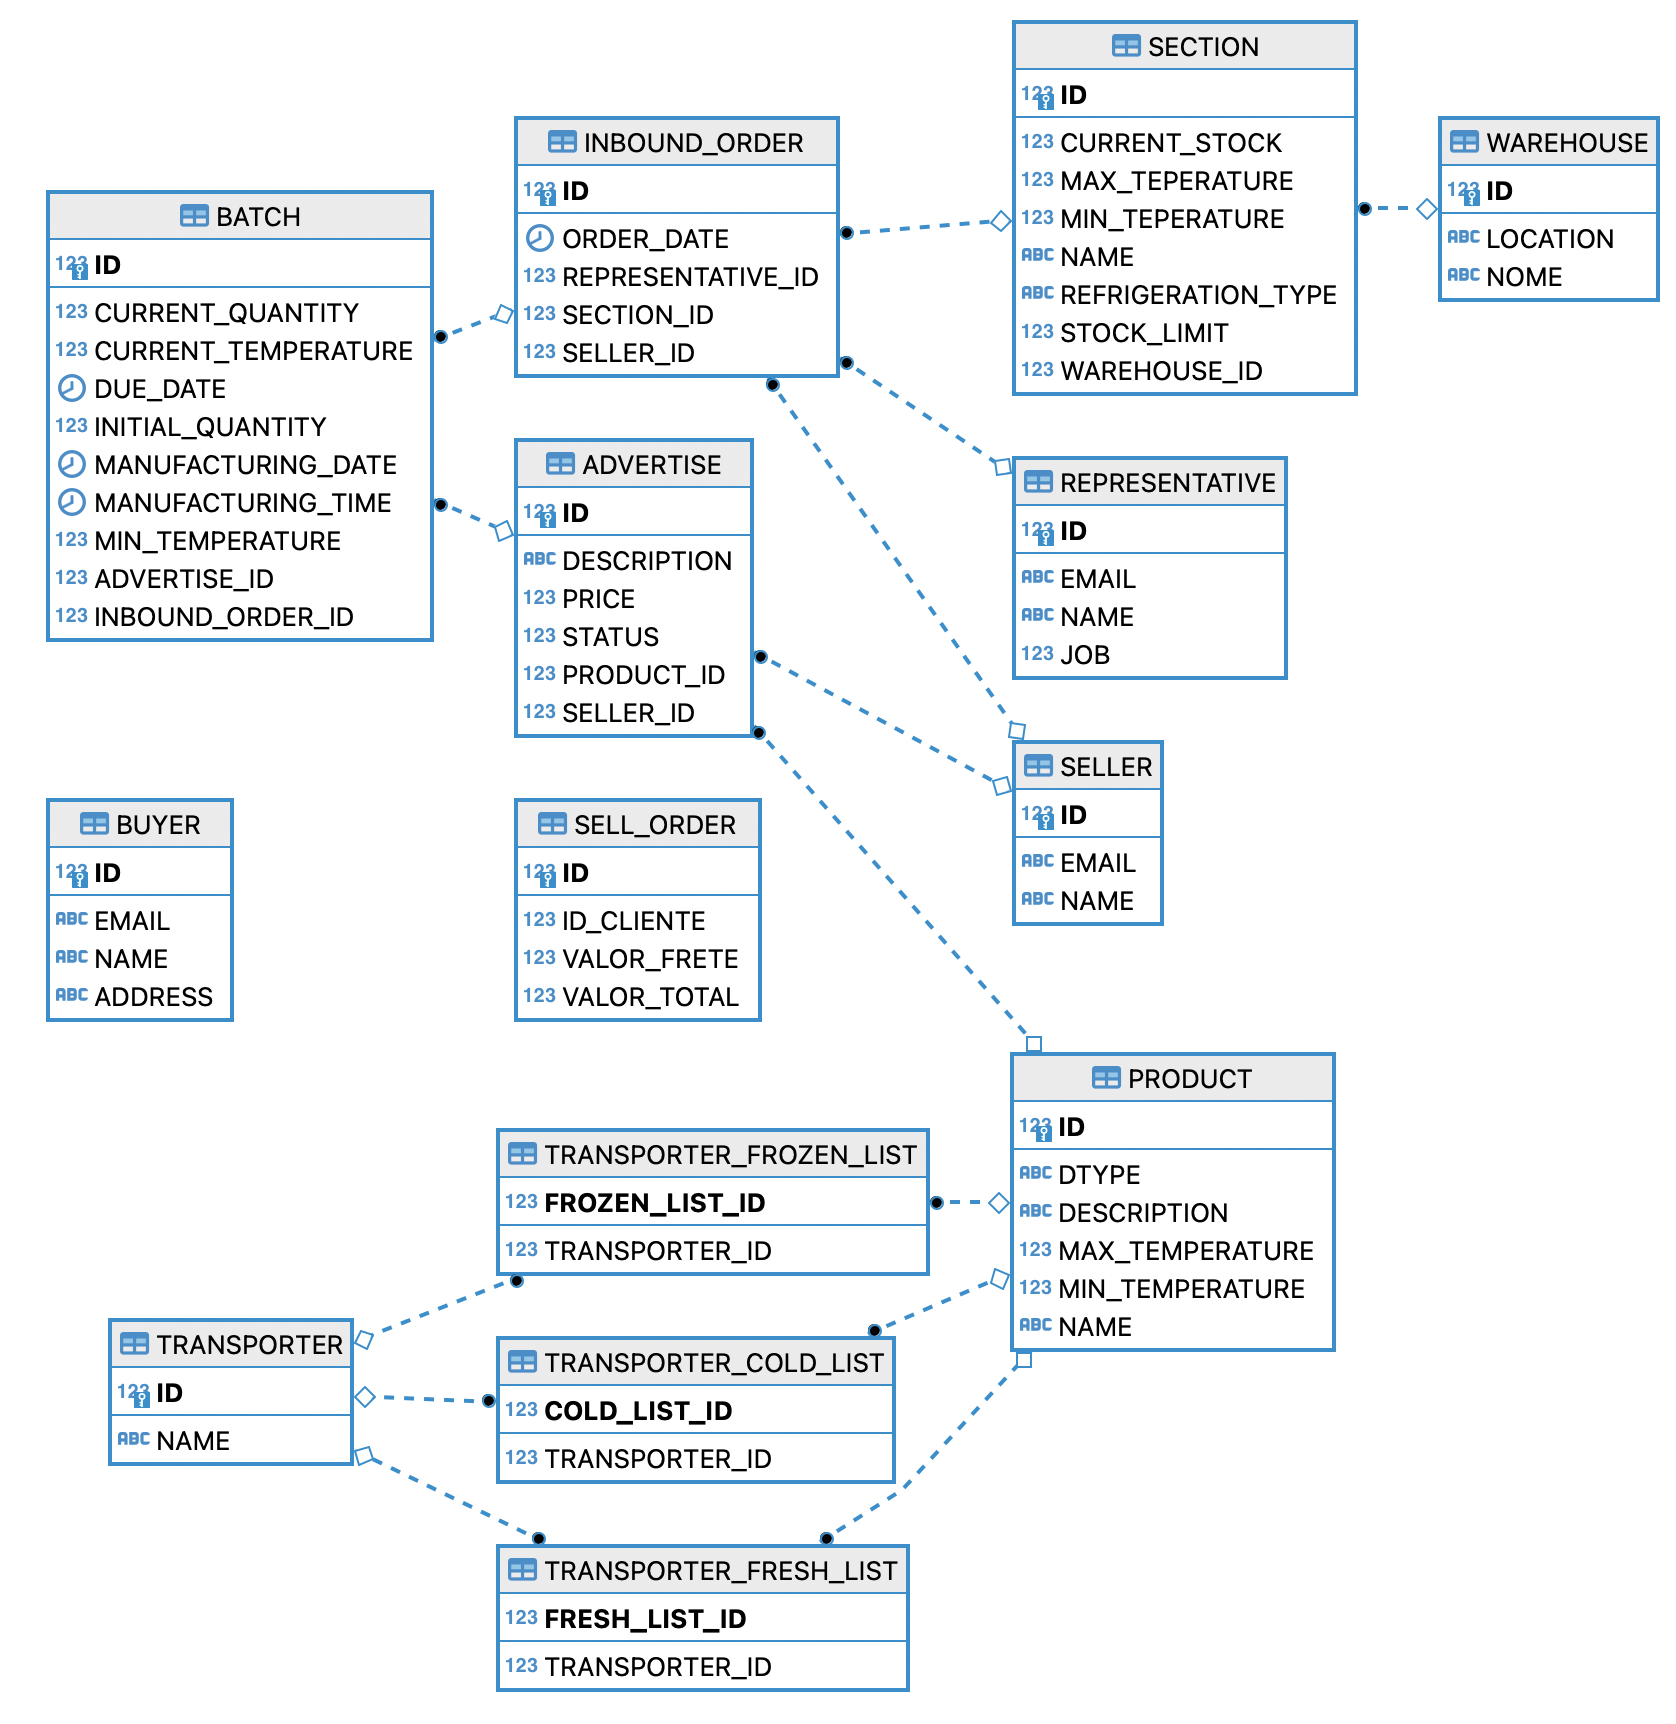 SECTION
123 ID
123 CURRENT_STOCK
123 MAX_TEPERATURE
123 MIN_TEPERATURE
ABC NAME
ABC REFRIGERATION_TYPE
123 STOCK_LIMIT
123 WAREHOUSE_ID
WAREHOUSE
123 ID
ABC LOCATION
ABC NOME
INBOUND_ORDER
123 ID
ORDER_DATE
123 REPRESENTATIVE_ID
123 SECTION_ID
123 SELLER_ID
BATCH
123 ID
123 CURRENT_QUANTITY
123 CURRENT_TEMPERATURE
DUE_DATE
123 INITIAL_QUANTITY
MANUFACTURING_DATE
MANUFACTURING_TIME
123 MIN_TEMPERATURE
123 ADVERTISE_ID
123 INBOUND_ORDER_ID
ADVERTISE
123 ID
ABC DESCRIPTION
123 PRICE
123 STATUS
123 PRODUCT_ID
123 SELLER_ID
REPRESENTATIVE
123 ID
ABC EMAIL
ABC NAME
123 JOB
SELLER
123 ID
ABC EMAIL
ABC NAME
BUYER
123 ID
ABC EMAIL
ABC NAME
ABC ADDRESS
SELL_ORDER
123 ID
123 ID_CLIENTE
123 VALOR_FRETE
123 VALOR_TOTAL
PRODUCT
123 ID
ABC DTYPE
ABC DESCRIPTION
123 MAX_TEMPERATURE
123 MIN_TEMPERATURE
ABC NAME
TRANSPORTER_FROZEN_LIST
123 FROZEN_LIST_ID
123 TRANSPORTER_ID
TRANSPORTER
123 ID
ABC NAME
TRANSPORTER_COLD_LIST
123 COLD_LIST_ID
123 TRANSPORTER_ID
TRANSPORTER_FRESH_LIST
123 FRESH_LIST_ID
123 TRANSPORTER_ID